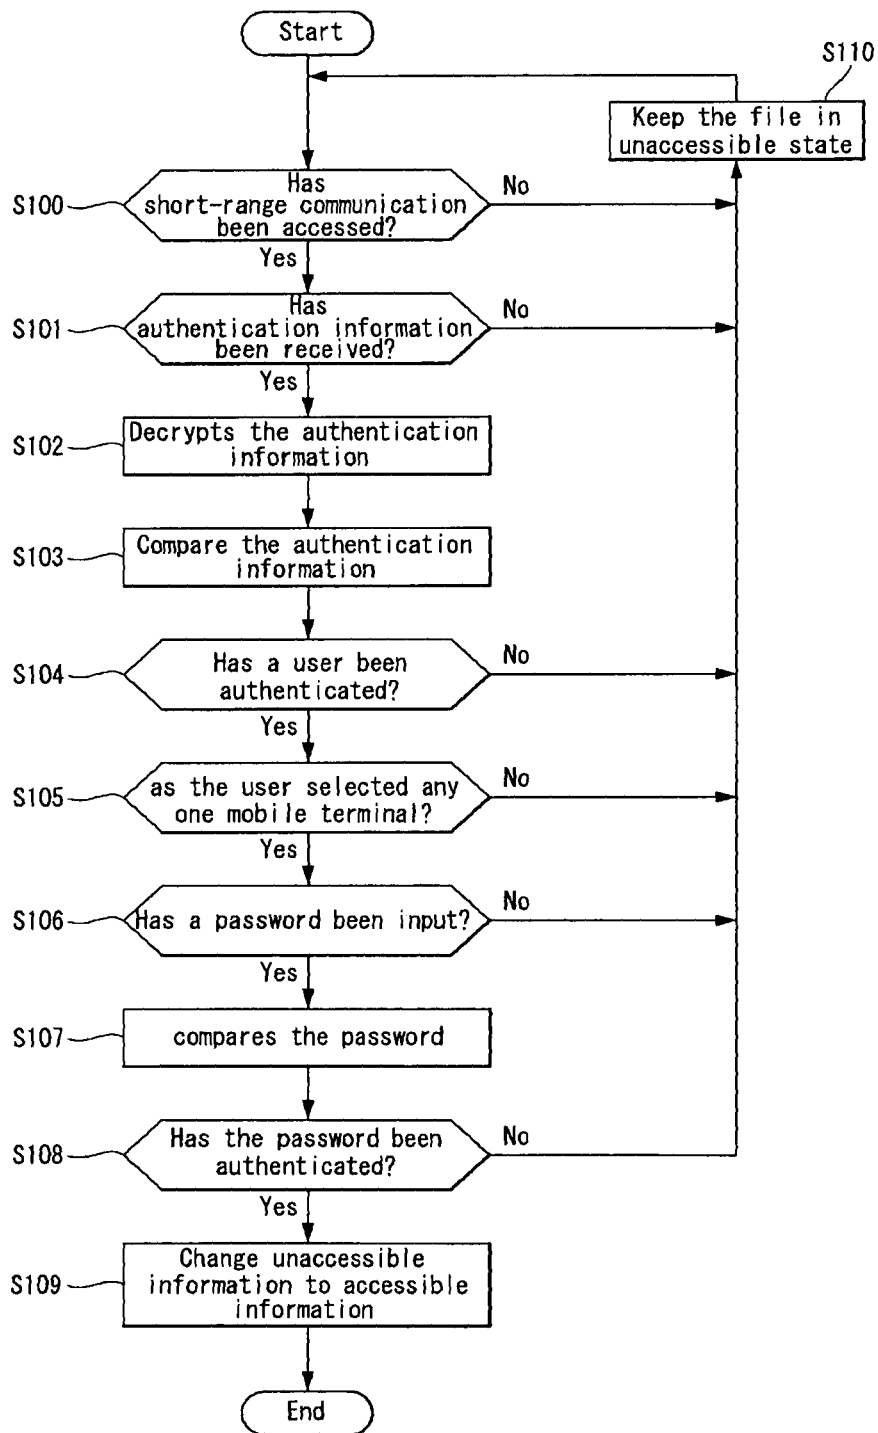 Start
S110
Keep the file in
unaccessible state
S100
Has
short-range communication
been accessed?
No
Yes
S101
Has
authentication information
been received?
No
Yes
S102
Decrypts the authentication
information
S103
Compare the authentication
information
S104
Has a user been
authenticated?
No
Yes
S105
as the user selected any
one mobile terminal?
No
Yes
S106
Has a password been input?
No
Yes
S107
compares the password
S108
Has the password been
authenticated?
No
Yes
S109
Change unaccessible
information to accessible
information
End